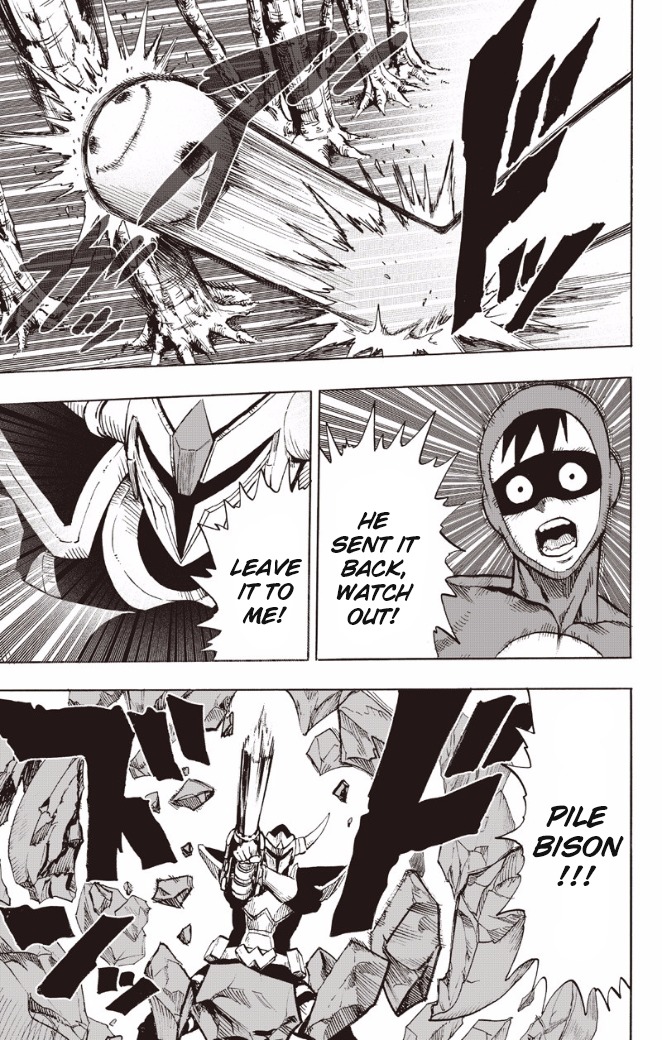 HE
SENT IT
BACK,
WATCH
OUT!
LEAVE
IT TO
ME!
PILE
BISON
!!!